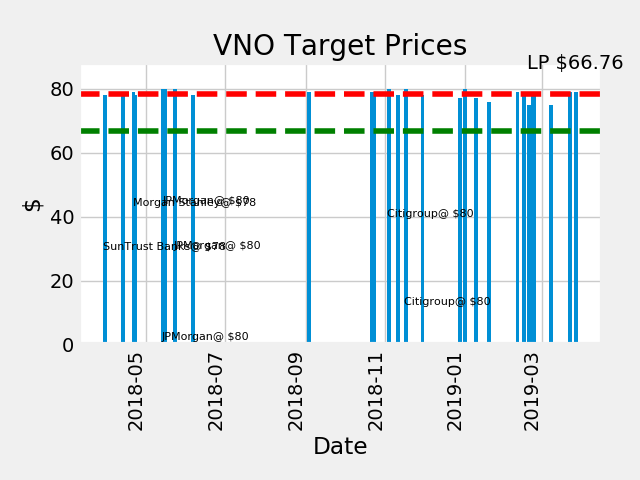 VNO Target Prices
LP $66.76
80
60
40
20
0
$
Morgan Stanley@ $78
JPMorgan@ $80
SunTrust Banks@ $78
JPMorgan@ $80
JPMorgan@ $80
Citigroup@ $80
Citigroup@ $80
2018-05
2018-07
2018-09
2018-11
2019-01
2019-03
Date